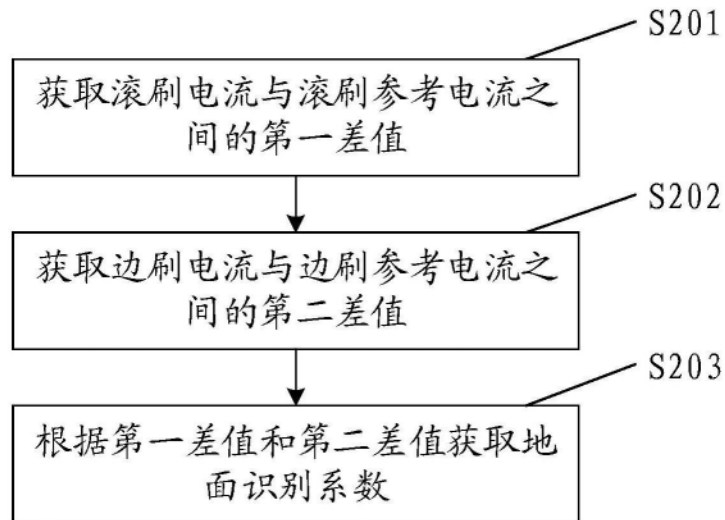 S201
获取滚刷电流与滚刷参考电流之
间的第一差值
S202
获取边刷电流与边刷参考电流之
间的第二差值
S203
根据第一差值和第二差值获取地
面识别系数